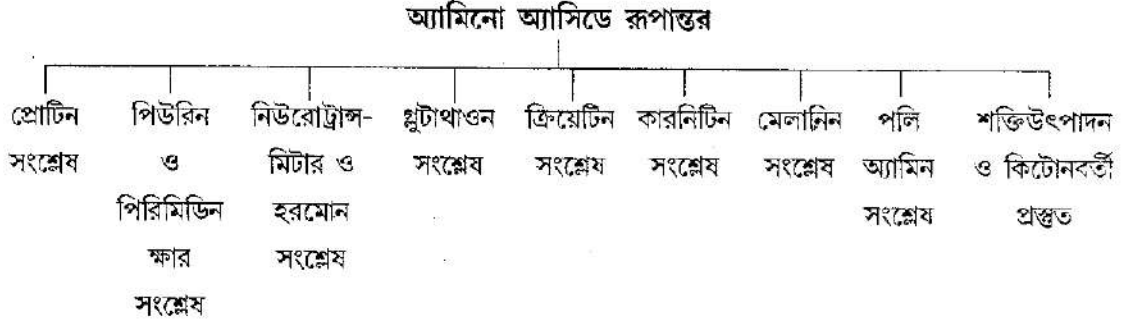 অ্যামিনো অ্যাসিডে রূপান্তর
প্রোটিন
সংশ্লেষ
পিউরিন
ও
পিরিমিডিন
ক্ষার
সংশ্লেষ
নিউরোট্রান্স-
মিটার ও
হরমোন
সংশ্লেষ
গ্লুটাথাওন
সংশ্লেষ
ক্রিয়েটিন
সংশ্লেষ
কারনিটিন
সংশ্লেষ
মেলানিন
সংশ্লেষ
পলি
অ্যামিন
সংশ্লেষ
শক্তিউৎপাদন
ও কিটোনবর্তী
প্রস্তুত